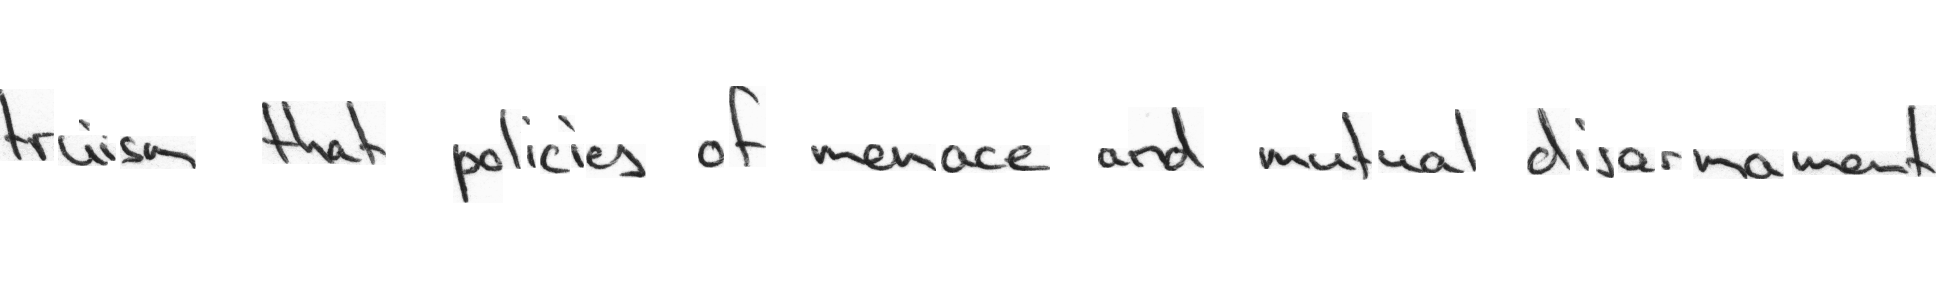 truism that policies of menace and mutual disarmament